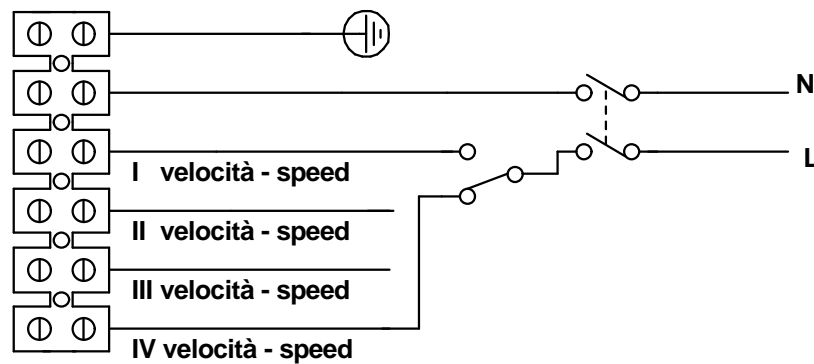 N
L
I velocità - speed
II velocità - speed
III velocità - speed
IV velocità - speed